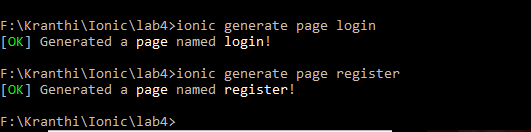 F:\Kranthi\Ionic\lab4>ionic generate page login
[OK] Generated a page named login!
F:\Kranthi\Ionic\lab4>ionic generate page register
[OK] Generated a page named register!
F:\Kranthi\Ionic\lab4>